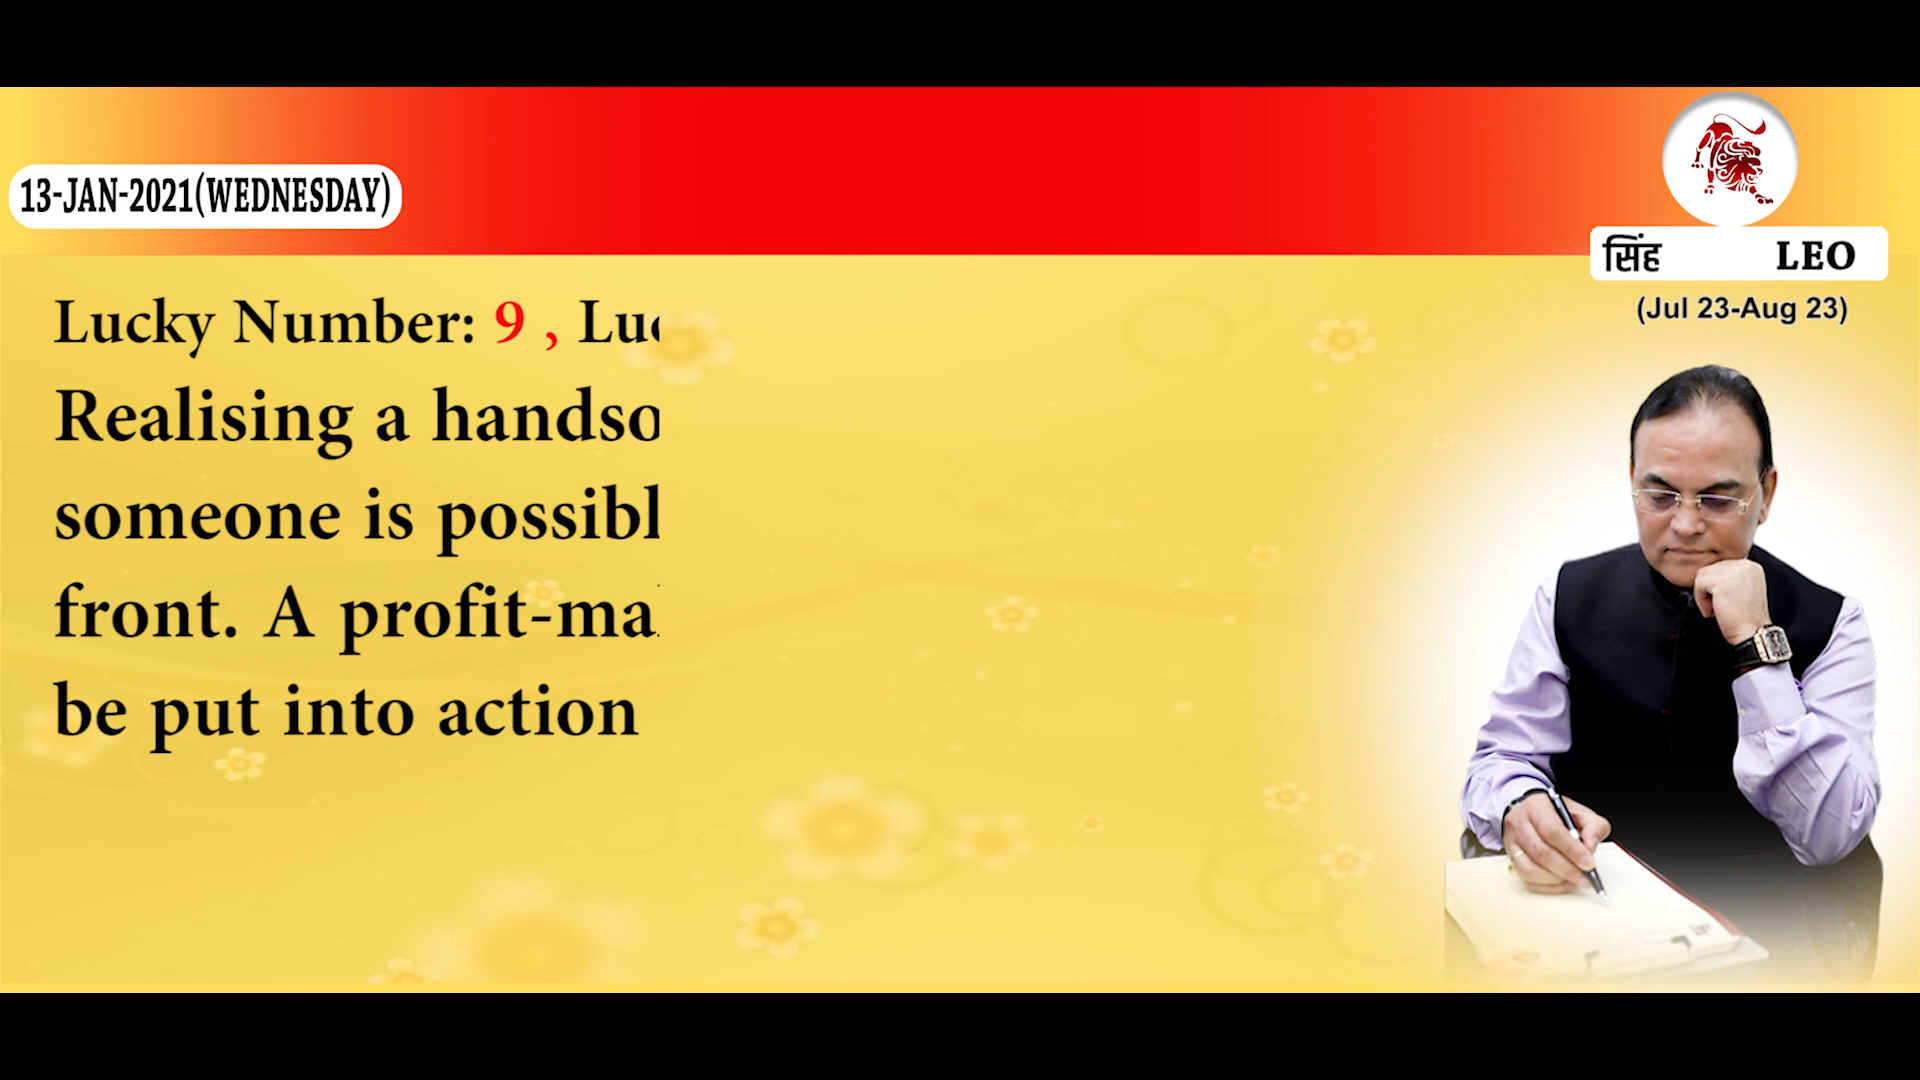 13-JAN-2021(WEDNESDAY)
सिंह LEO
(Jul 23-Aug 23)
Lucky Number: 9 ,
Realising a
someone is
front. A
be put into action